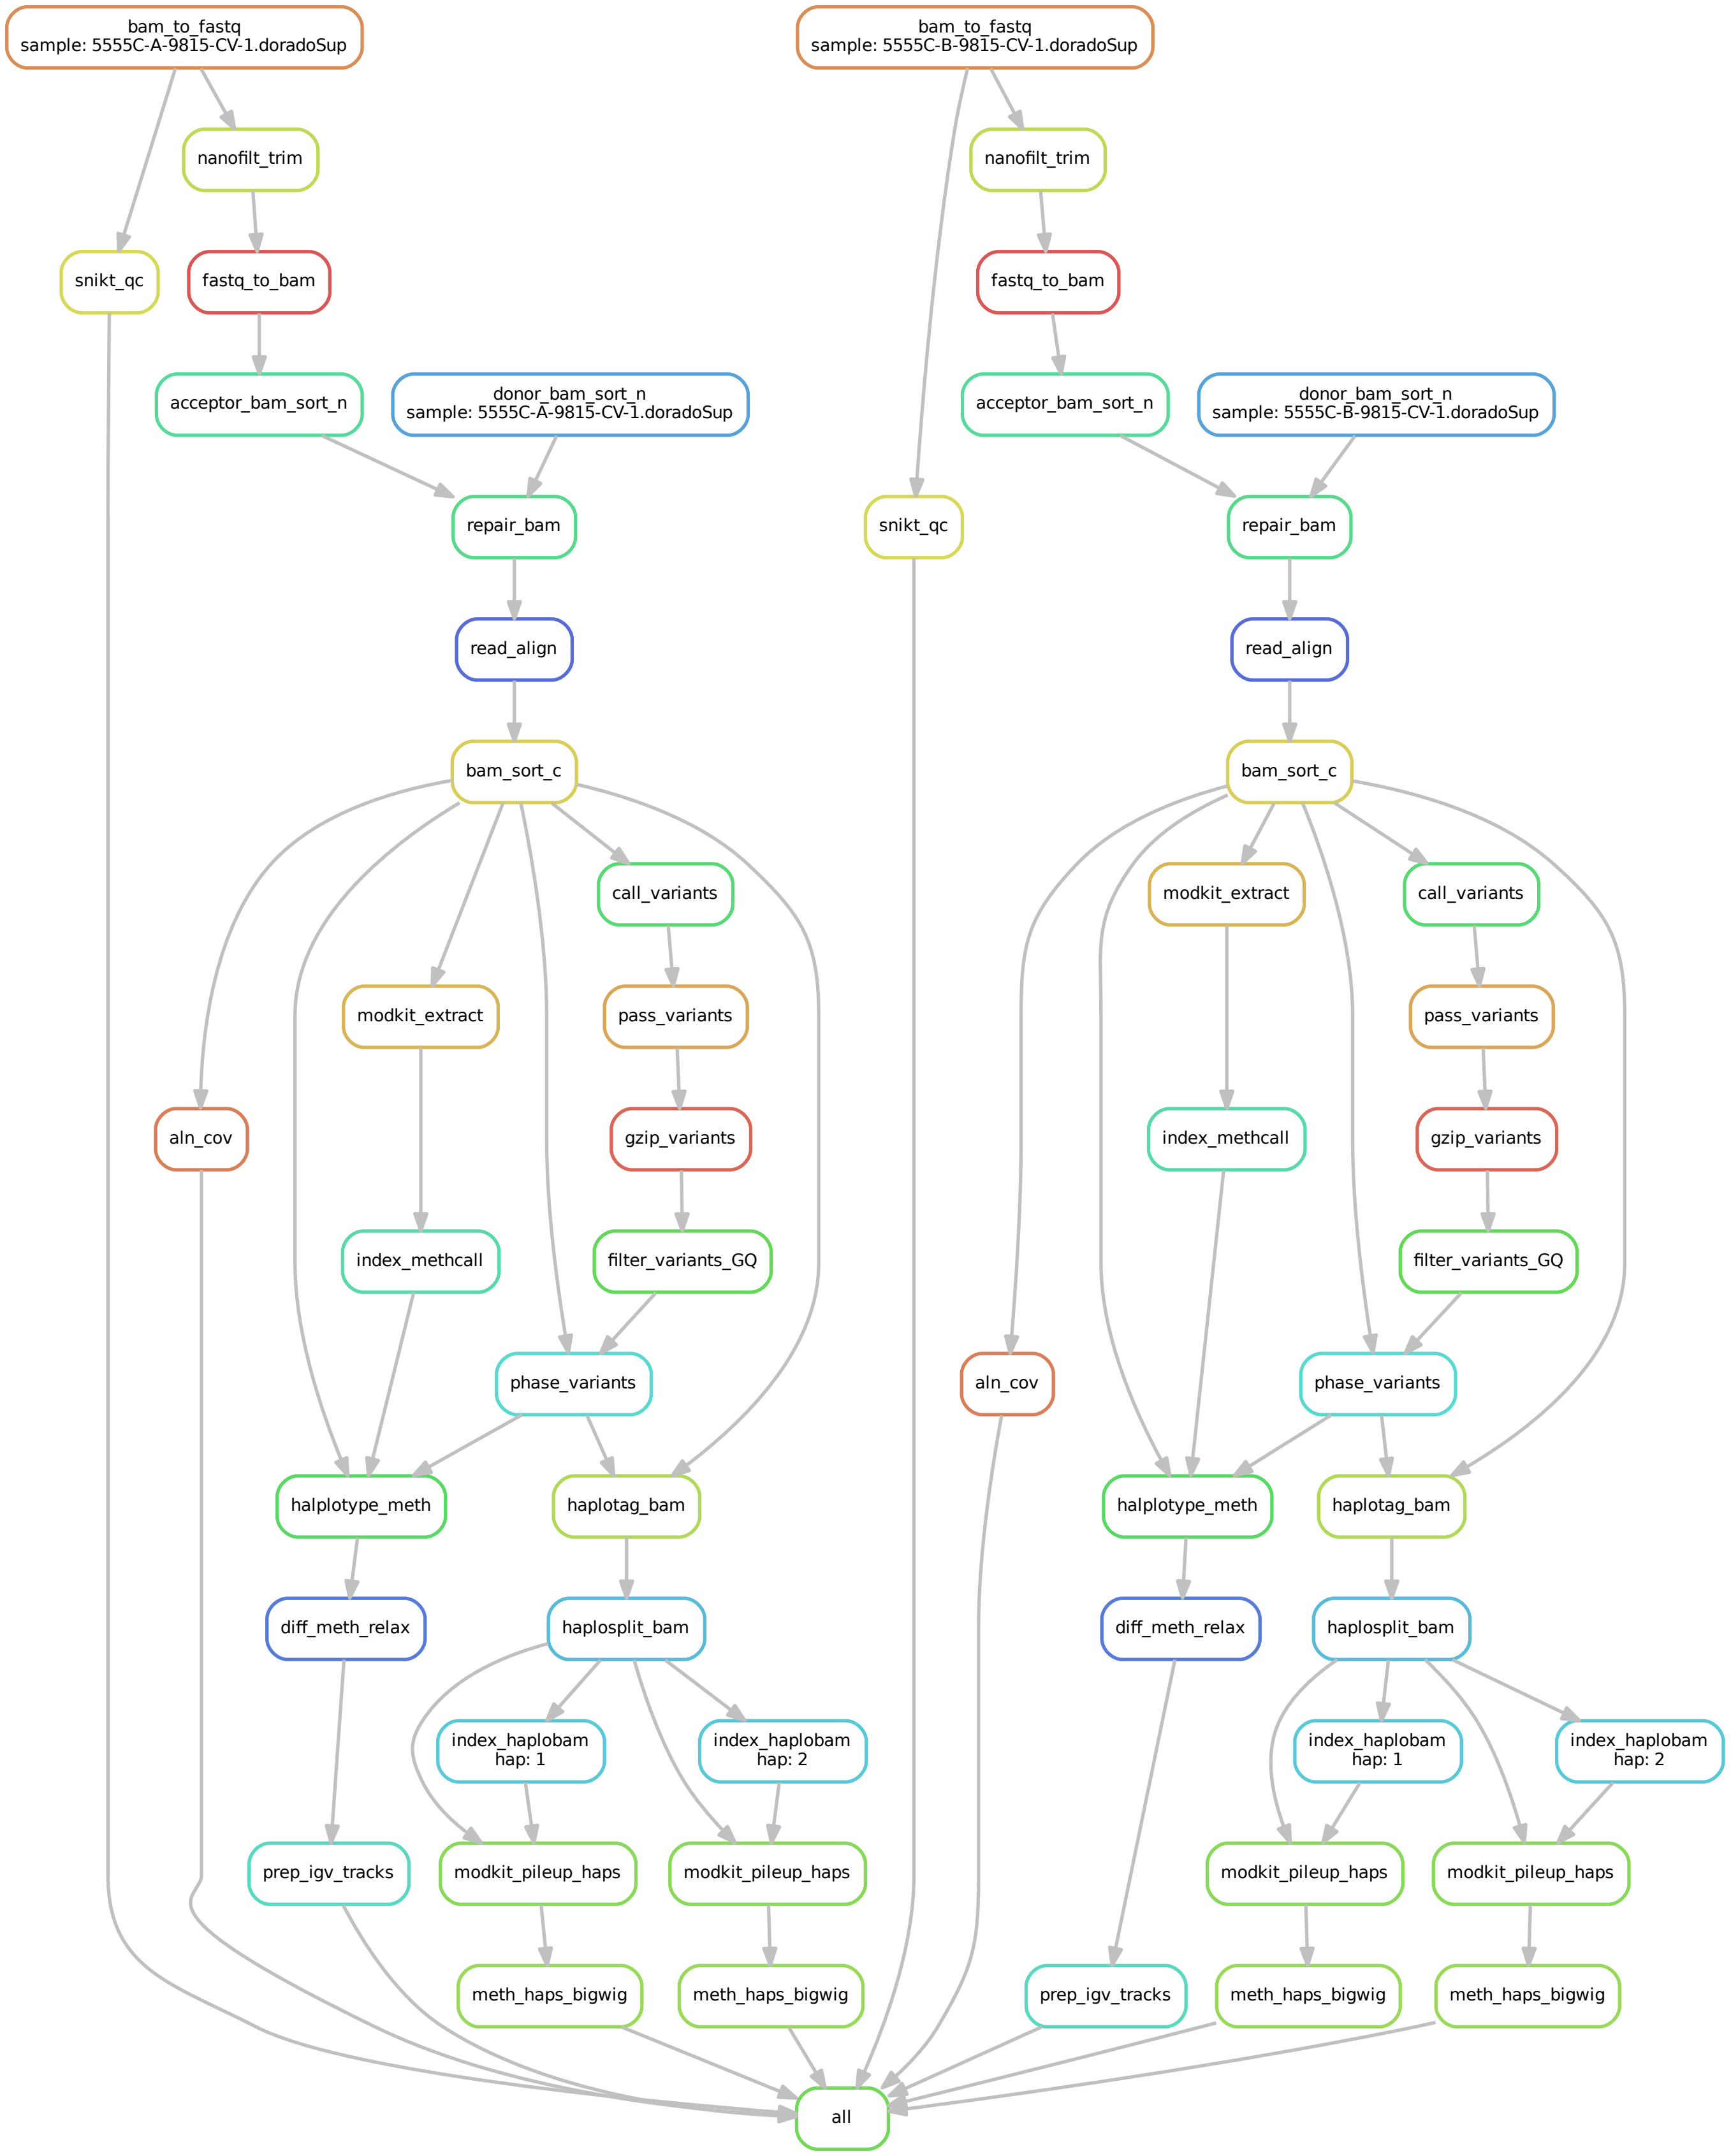 bam_to_fastq
sample: 5555C-A-9815-CV-1.doradoSup
bam_to_fastq
sample: 5555C-B-9815-CV-1.doradoSup
nanofilt_trim
nanofilt_trim
snikt_qc
fastq_to_bam
fastq_to_bam
acceptor_bam_sort_n
donor_bam_sort_n
sample: 5555C-A-9815-CV-1.doradoSup
acceptor_bam_sort_n
donor_bam_sort_n
sample: 5555C-B-9815-CV-1.doradoSup
repair_bam
snikt_qc
repair_bam
read_align
read_align
bam_sort_c
bam_sort_c
call_variants
modkit_extract
call_variants
modkit_extract
pass_variants
pass_variants
aln_cov
gzip_variants
index_methcall
gzip_variants
index_methcall
filter_variants_GQ
filter_variants_GQ
phase_variants
aln_cov
phase_variants
halplotype_meth
haplotag_bam
halplotype_meth
haplotag_bam
diff_meth_relax
haplosplit_bam
diff_meth_relax
haplosplit_bam
index_haplobam
hap: 1
index_haplobam
hap: 2
index_haplobam
hap: 1
index_haplobam
hap: 2
prep_igv_tracks
modkit_pileup_haps
modkit_pileup_haps
modkit_pileup_haps
modkit_pileup_haps
meth_haps_bigwig
meth_haps_bigwig
prep_igv_tracks
meth_haps_bigwig
meth_haps_bigwig
all